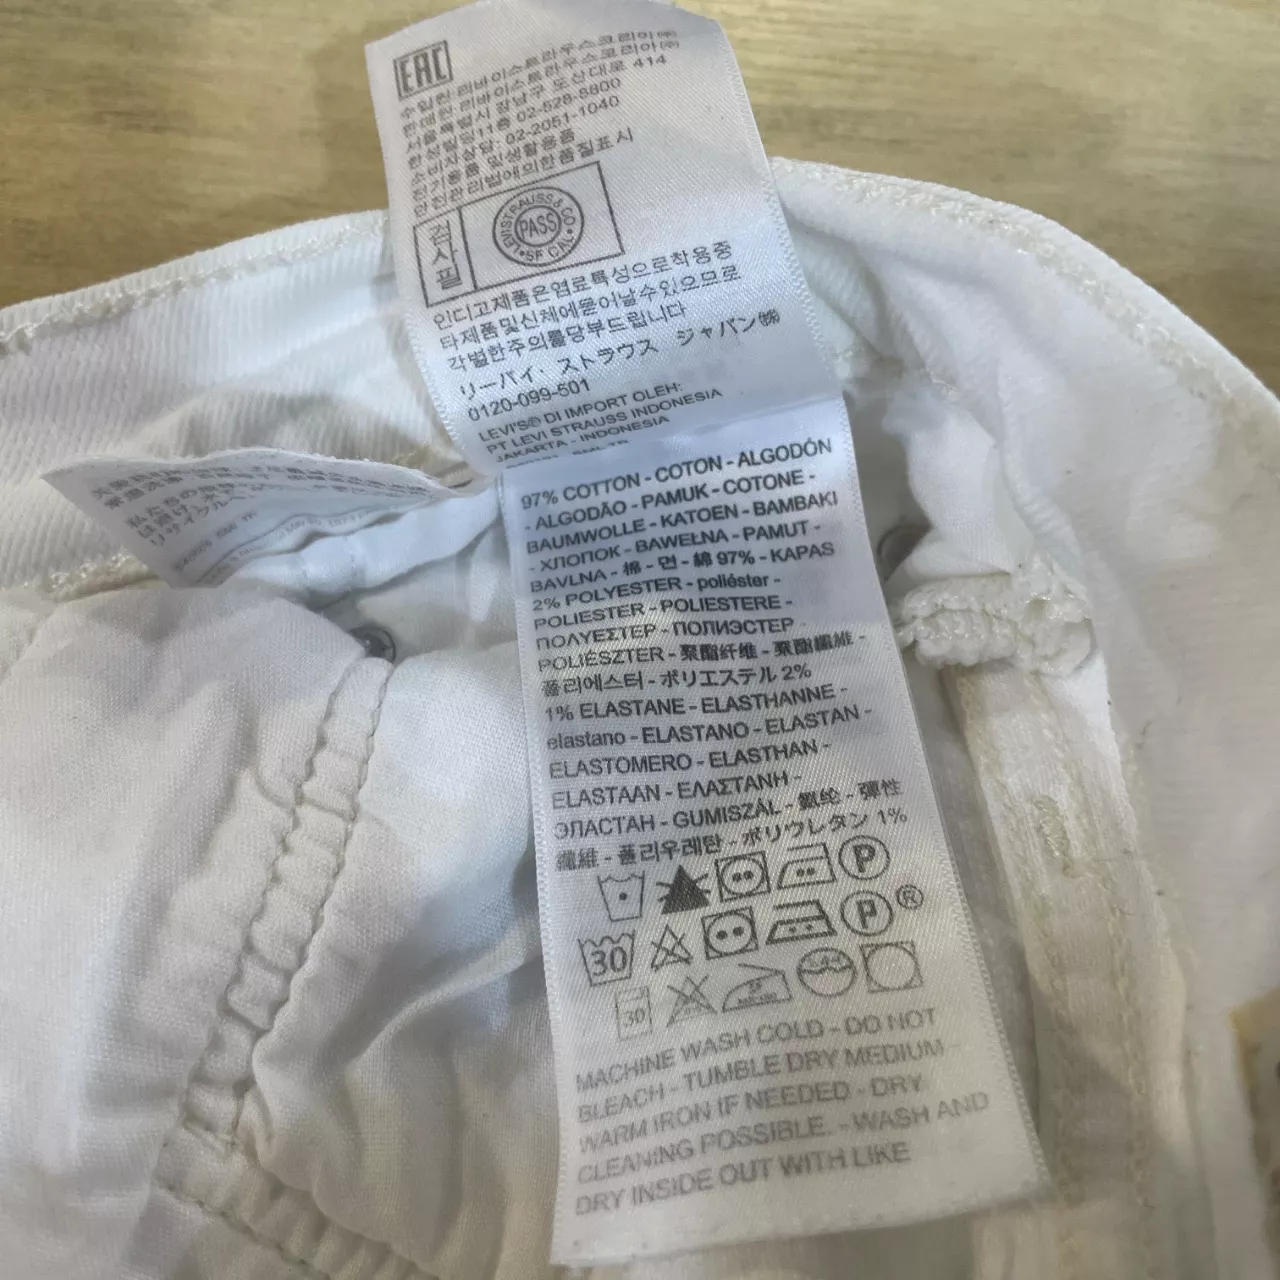 EAC
수입원:리바이스트라우스코리아㈜
판매원:리바이스트라우스코리아㈜
서울특별시 강남구 도산대로 414
한성빌딩11층 02-528-8800
소비자상담: 02-2051-1040
전기용품 및생활용품
안전관리법에의한품질표시
검사필
LEVI STRAUSS & CO
PASS
SF CAL
인디고제품은염료특성으로착용중
타제품및신체에묻어날수있으므로
각별한주의를당부드립니다
リーバイ・ストラウス ジャパン㈱
0120-099-501
LEVI'S® DI IMPORT OLEH:
PT LEVI STRAUSS INDONESIA
JAKARTA - INDONESIA
97% COTTON - COTON - ALGODÓN
- ALGODÃO - PAMUK - COTONE -
BAUMWOLLE - KATOEN - BAMBAKI
- ХЛОПОК - BAWEŁNA - PAMUT -
BAVLNA - 棉 - 면 - 綿 97% - KAPAS
2% POLYESTER - poliéster -
POLIESTER - POLIESTERE -
ΠΟΛΥΕΣΤΕΡ - ПОЛИЭСТЕР -
POLIÉSZTER - 聚酯纤维 - 聚酯纖維 -
폴리에스터 - ポリエステル 2%
1% ELASTANE - ELASTHANNE -
elastano - ELASTANO - ELASTAN -
ELASTOMERO - ELASTHAN -
ELASTAAN - ΕΛΑΣΤΑΝΗ -
ЭЛАСТАН - GUMISZÁL - 氨纶 - 彈性
纖維 - 폴리우레탄 - ポリウレタン 1%
P
30 P ®
30
MACHINE WASH COLD - DO NOT
BLEACH - TUMBLE DRY MEDIUM -
WARM IRON IF NEEDED - DRY
CLEANING POSSIBLE. - WASH AND
DRY INSIDE OUT WITH LIKE